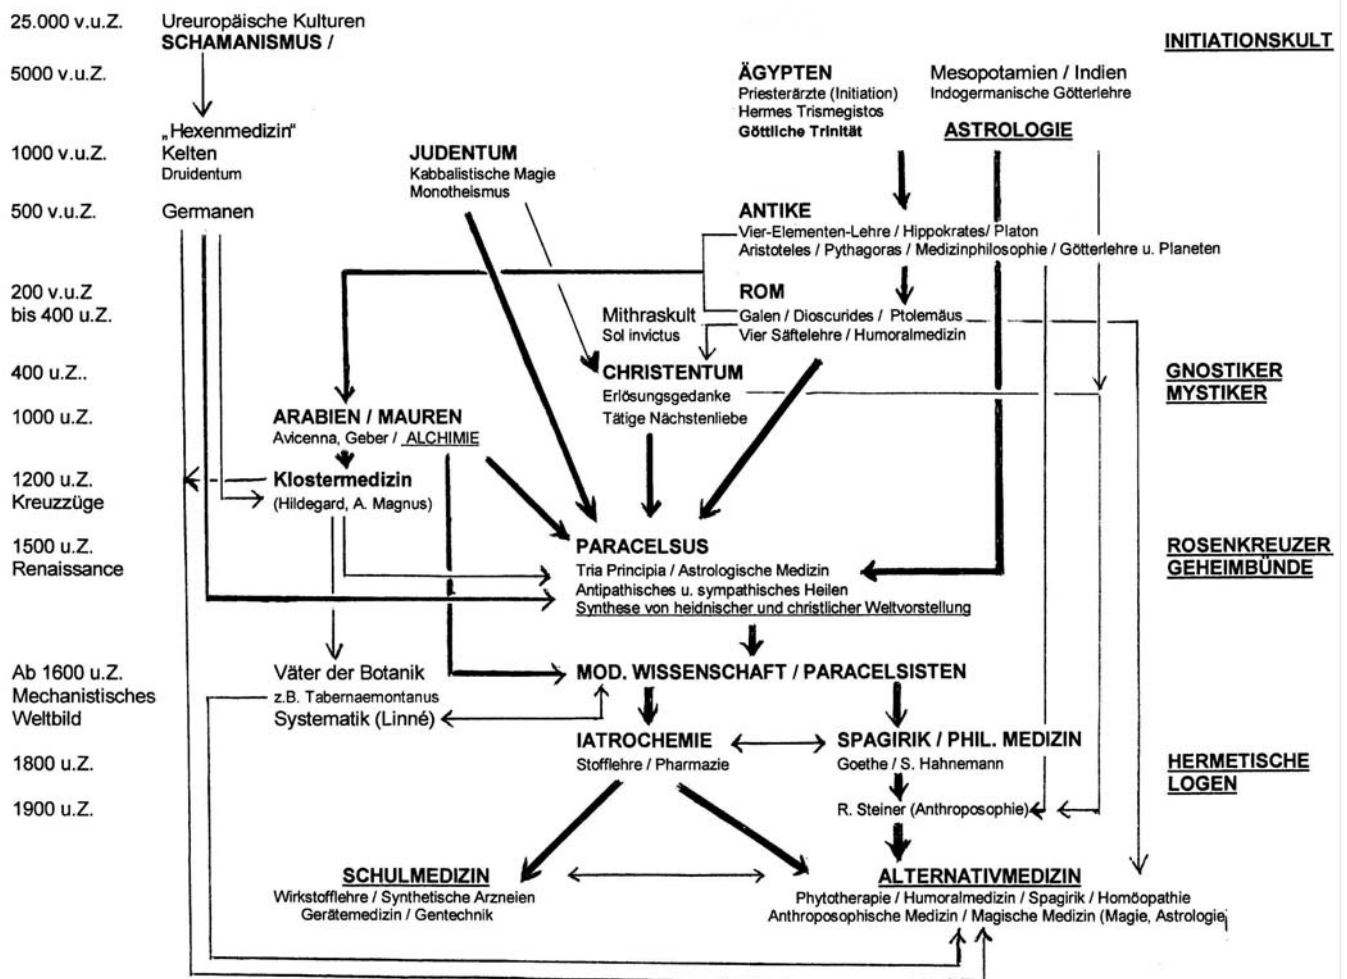 25.000 v.u.Z.
Ureuropäische Kulturen
SCHAMANISMUS /
INITIATIONSKULT
5000 v.u.Z.
ÄGYPTEN
Priesterärzte (Initiation)
Hermes Trismegistos
Göttliche Trinität
Mesopotamien / Indien
Indogermanische Götterlehre
ASTROLOGIE
1000 v.u.Z.
„Hexenmedizin"
Kelten
Druidentum
JUDENTUM
Kabbalistische Magie
Monotheismus
500 v.u.Z.
Germanen
ANTIKE
Vier-Elementen-Lehre / Hippokrates/ Platon
Aristoteles / Pythagoras / Medizinphilosophie / Götterlehre u. Planeten
200 v.u.Z
bis 400 u.Z.
Mithraskult
Sol invictus
ROM
Galen / Dioscurides / Ptolemäus
Vier Säftelehre / Humoralmedizin
400 u.Z..
CHRISTENTUM
Erlösungsgedanke
Tätige Nächstenliebe
GNOSTIKER
MYSTIKER
1000 u.Z.
ARABIEN / MAUREN
Avicenna, Geber / ALCHIMIE
1200 u.Z.
Kreuzzüge
Klostermedizin
(Hildegard, A. Magnus)
1500 u.Z.
Renaissance
PARACELSUS
Tria Principia / Astrologische Medizin
Antipathisches u. sympathisches Heilen
Synthese von heidnischer und christlicher Weltvorstellung
ROSENKREUZER
GEHEIMBÜNDE
Ab 1600 u.Z.
Mechanistisches
Weltbild
Väter der Botanik
z.B. Tabernaemontanus
Systematik (Linné)
MOD. WISSENSCHAFT / PARACELSISTEN
IATROCHEMIE
Stofflehre / Pharmazie
SPAGIRIK / PHIL. MEDIZIN
Goethe / S. Hahnemann
1800 u.Z.
HERMETISCHE
LOGEN
1900 u.Z.
R. Steiner (Anthroposophie)
SCHULMEDIZIN
Wirkstofflehre / Synthetische Arzneien
Gerätemedizin / Gentechnik
ALTERNATIVMEDIZIN
Phytotherapie / Humoralmedizin / Spagirik / Homöopathie
Anthroposophische Medizin / Magische Medizin (Magie, Astrologie